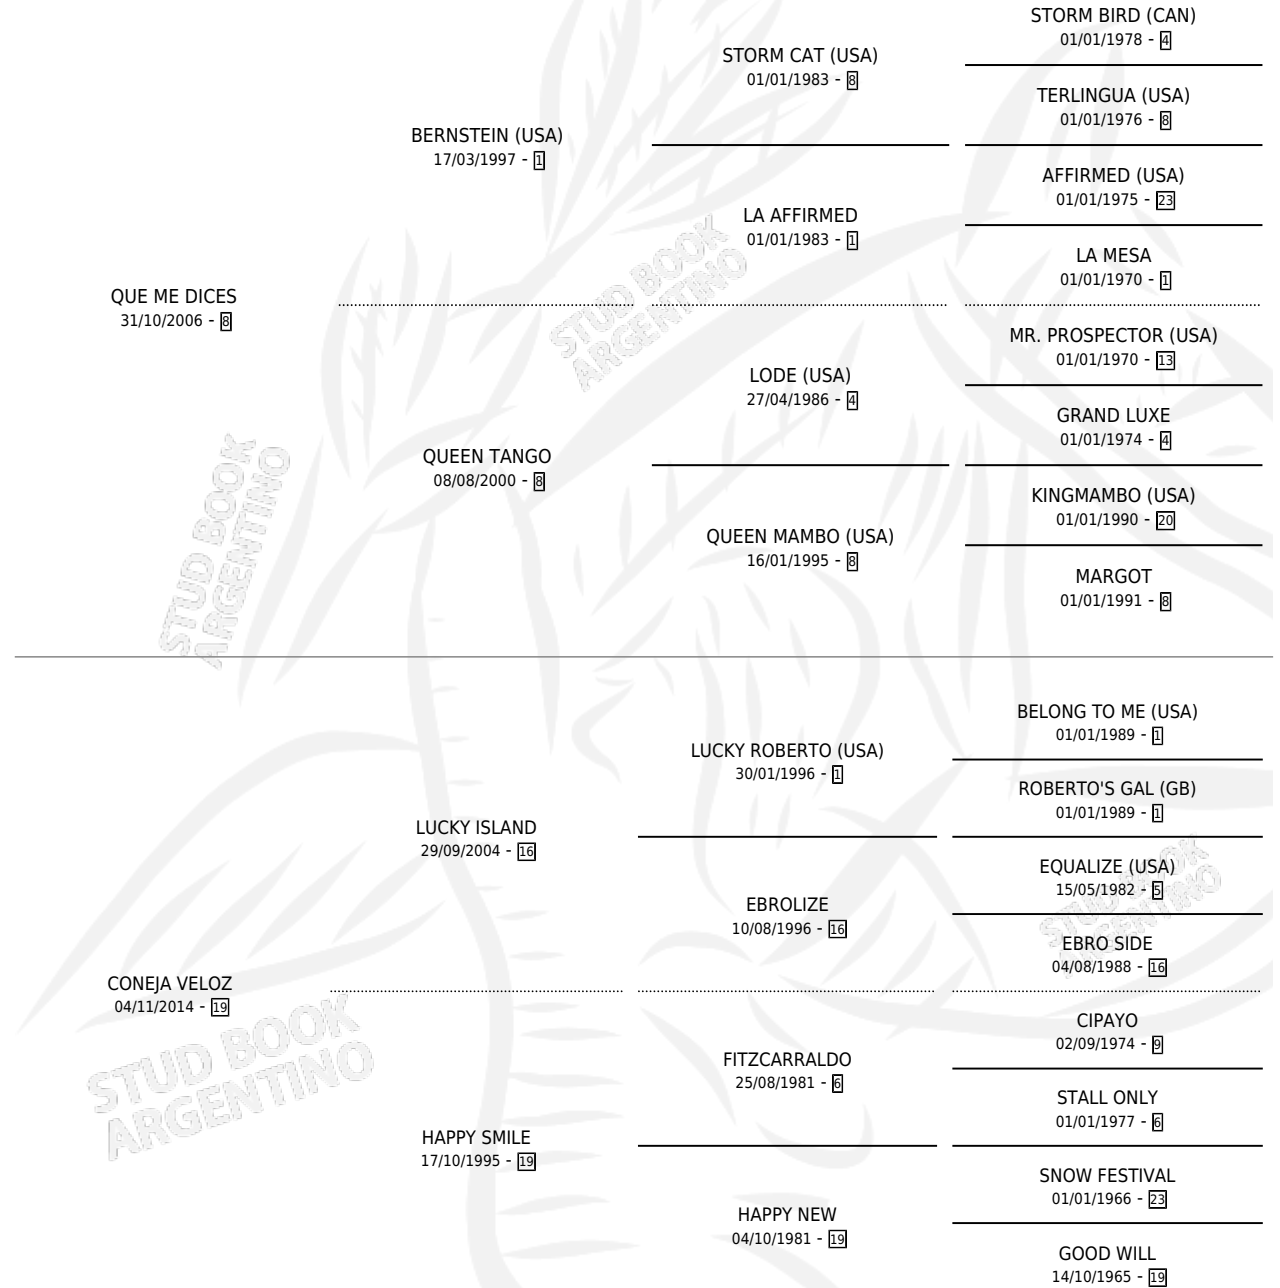 STORM BIRD (CAN)
01/01/1978 - 4
STORM CAT (USA)
01/01/1983 - 8
TERLINGUA (USA)
01/01/1976 - 8
BERNSTEIN (USA)
17/03/1997 - 1
AFFIRMED (USA)
01/01/1975 - 23
LA AFFIRMED
01/01/1983 - 1
LA MESA
01/01/1970 - 1
QUE ME DICES
31/10/2006 - 8
MR. PROSPECTOR (USA)
01/01/1970 - 13
LODE (USA)
27/04/1986 - 4
GRAND LUXE
01/01/1974 - 4
QUEEN TANGO
08/08/2000 - 8
KINGMAMBO (USA)
01/01/1990 - 20
QUEEN MAMBO (USA)
16/01/1995 - 8
MARGOT
01/01/1991 - 8
BELONG TO ME (USA)
01/01/1989 - 1
LUCKY ROBERTO (USA)
30/01/1996 - 1
ROBERTO'S GAL (GB)
01/01/1989 - 1
LUCKY ISLAND
29/09/2004 - 16
EQUALIZE (USA)
15/05/1982 - 5
EBROLIZE
10/08/1996 - 16
EBRO SIDE
04/08/1988 - 16
CONEJA VELOZ
04/11/2014 - 19
CIPAYO
02/09/1974 - 9
FITZCARRALDO
25/08/1981 - 6
STALL ONLY
01/01/1977 - 6
HAPPY SMILE
17/10/1995 - 19
SNOW FESTIVAL
01/01/1966 - 23
HAPPY NEW
04/10/1981 - 19
GOOD WILL
14/10/1965 - 19
STUD BOOK
ARGENTINO
STUD BOOK
ARGENTINO
STUD BOOK
ARGENTINO
STUD BOOK
ARGENTINO